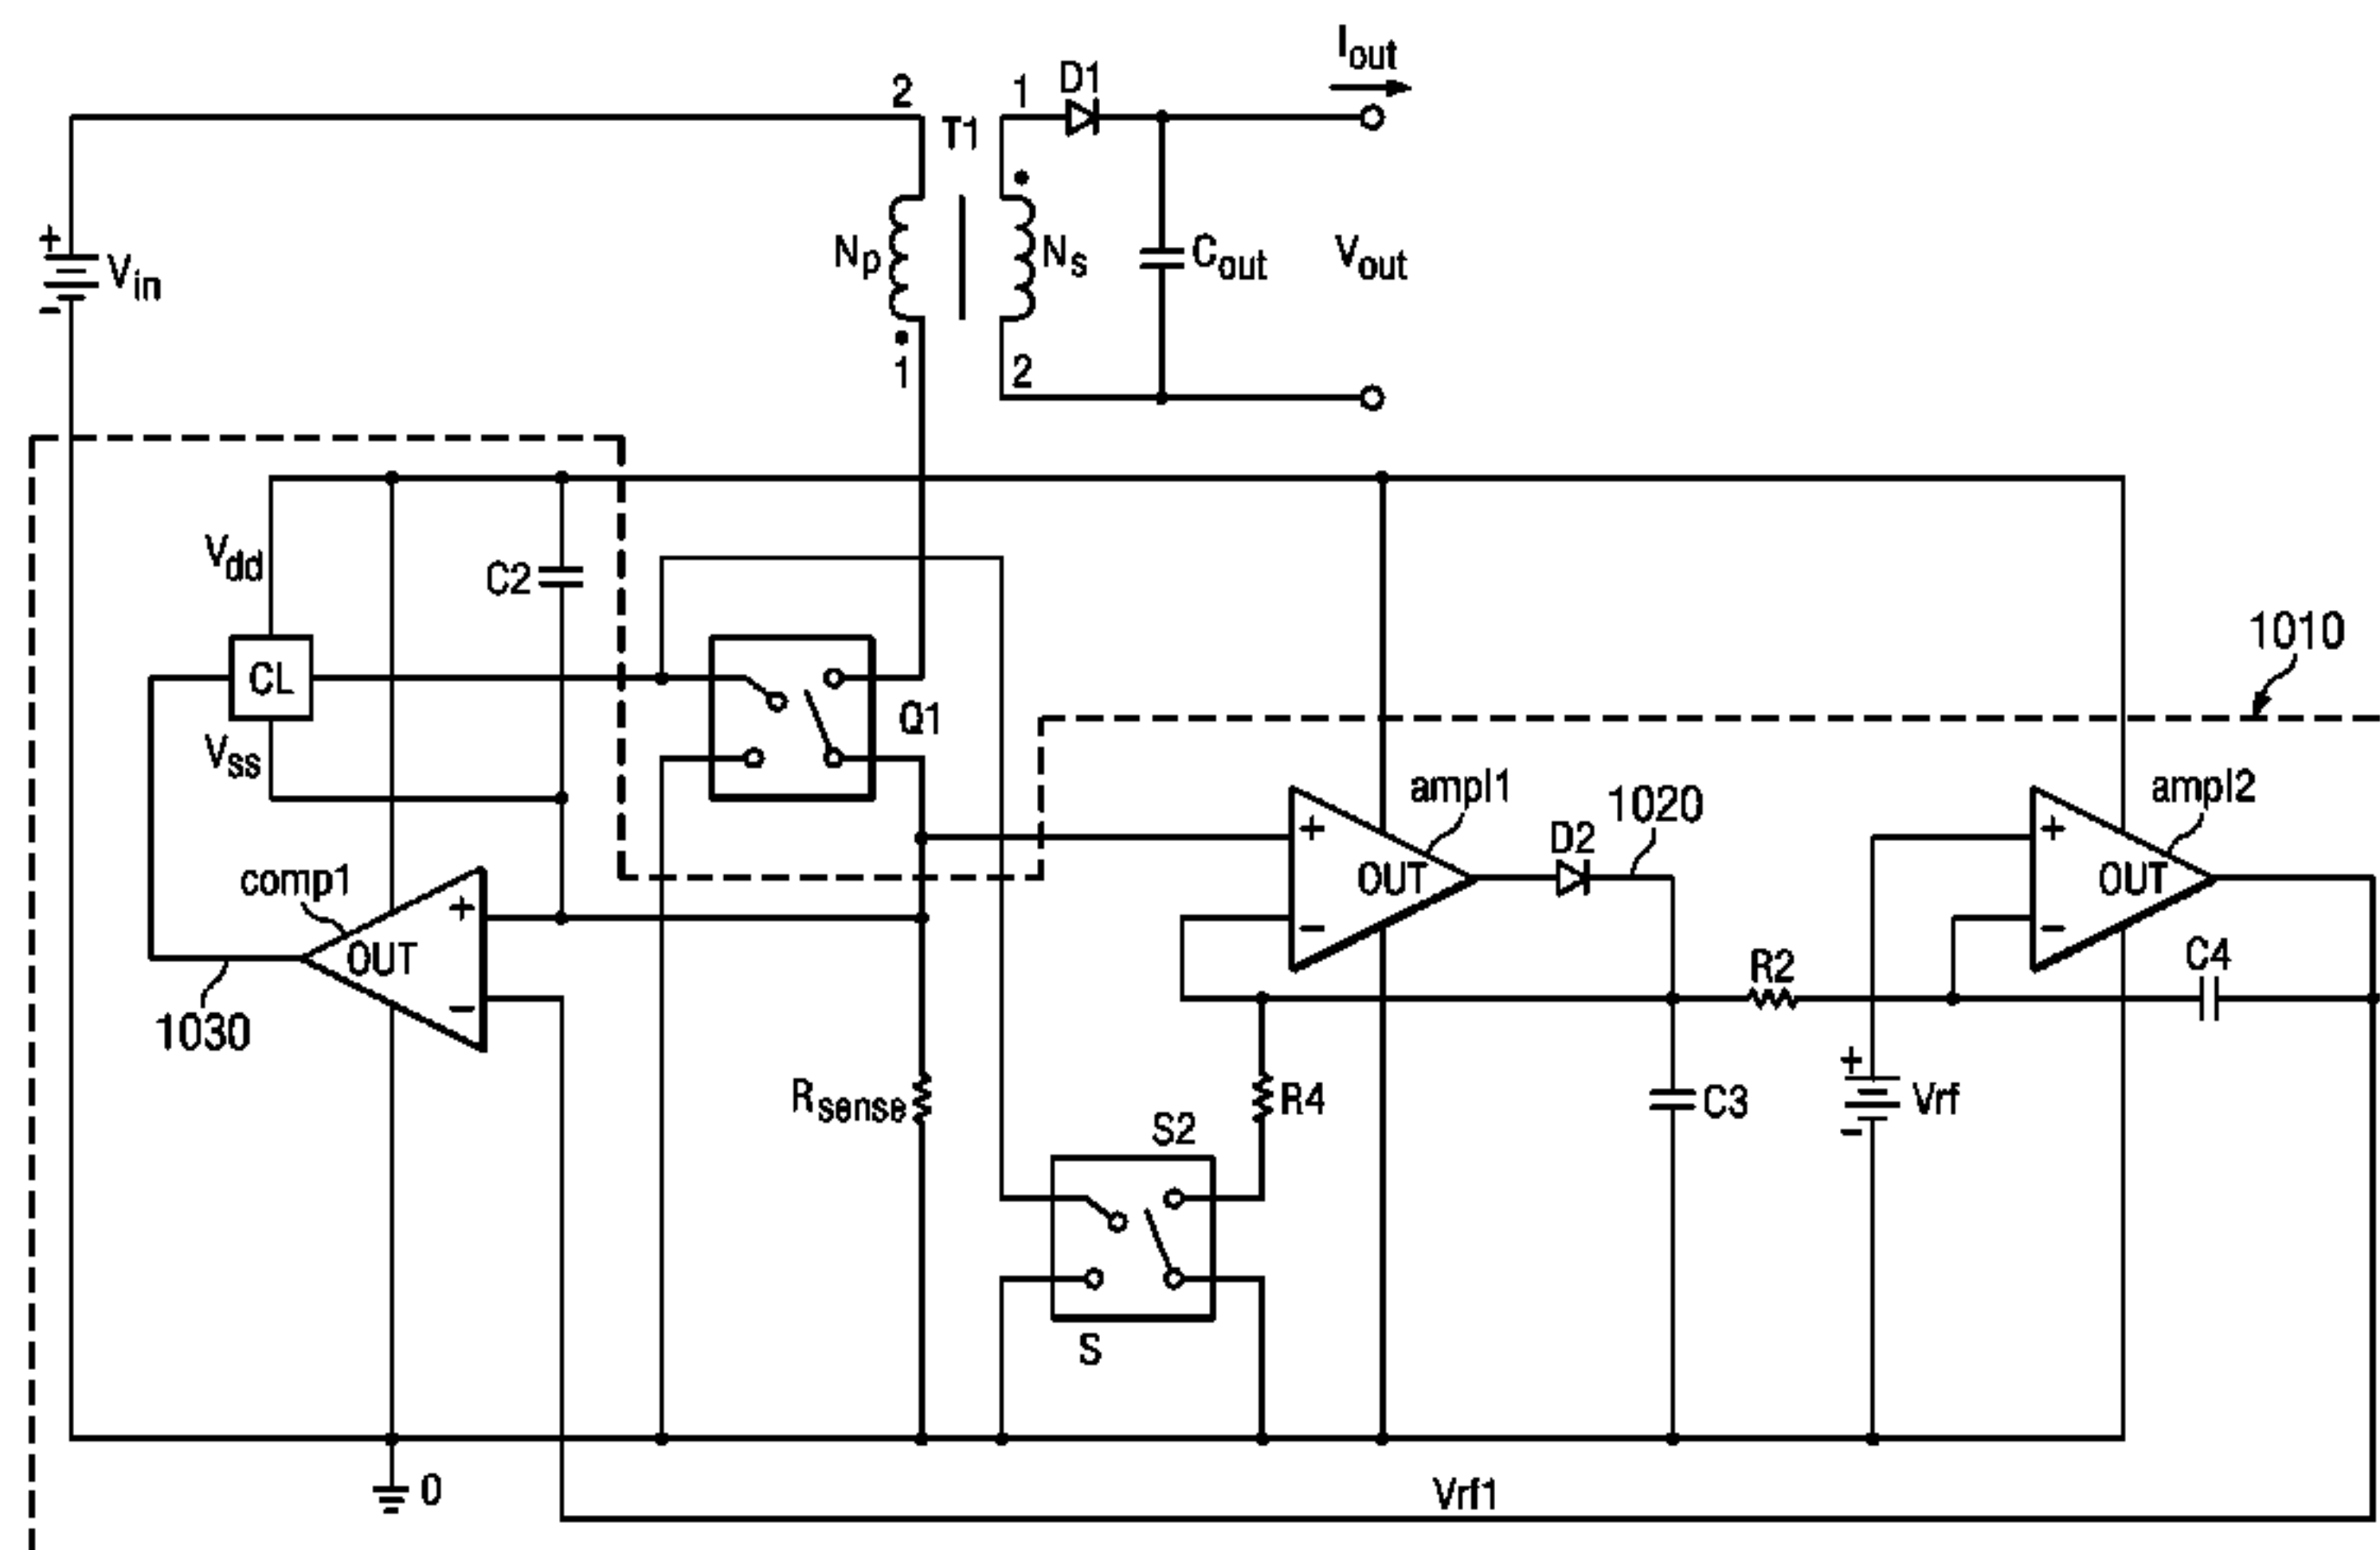 Iout
2
1
D1
T1
+
Vin
-
Np
Ns
Cout
Vout
1
2
Vdd
C2
1010
CL
Q1
Vss
ampl1
ampl2
1020
D2
+
+
comp1
+
OUT
OUT
OUT
-
-
C4
R2
-
1030
+
Rsense
R4
C3
Vrf
-
S2
S
0
Vrf1